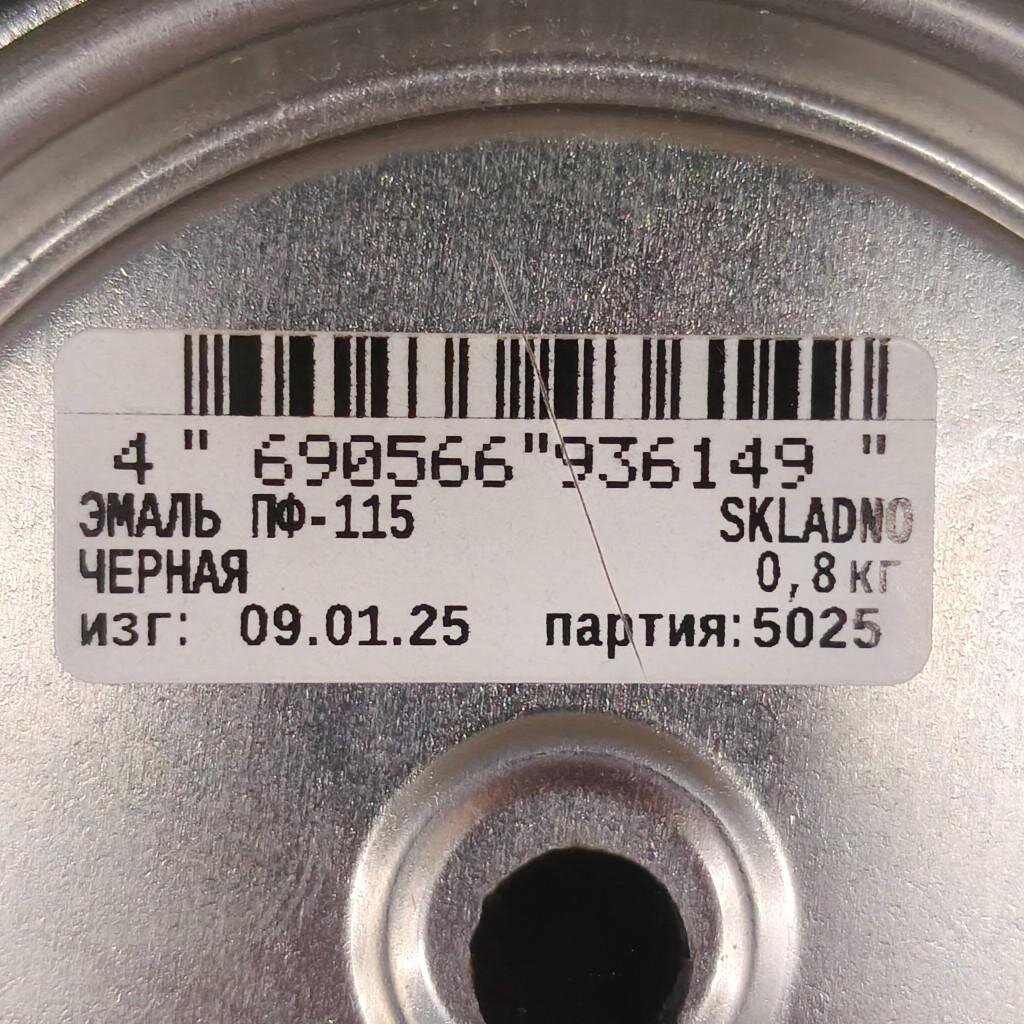 4 " 690566"936149 "
ЭМАЛЬ ПФ-115 SKLADNO
ЧЕРНАЯ 0,8 кг
изг: 09.01.25 партия:5025